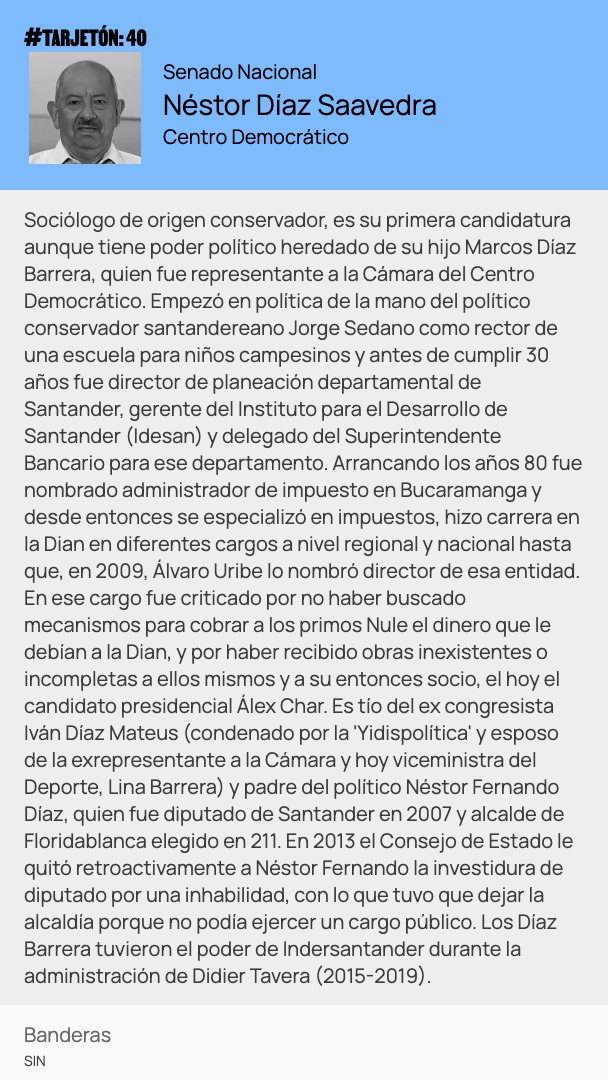 #TARJETÓN: 40
Senado Nacional
Néstor Díaz Saavedra
Centro Democrático
Sociólogo de origen conservador, es su primera candidatura
aunque tiene poder político heredado de su hijo Marcos Díaz
Barrera, quien fue representante a la Cámara del Centro
Democrático. Empezó en política de la mano del político
conservador santandereano Jorge Sedano como rector de
una escuela para niños campesinos y antes de cumplir 30
años fue director de planeación departamental de
Santander, gerente del Instituto para el Desarrollo de
Santander (Idesan) y delegado del Superintendente
Bancario para ese departamento. Arrancando los años 80 fue
nombrado administrador de impuesto en Bucaramanga y
desde entonces se especializó en impuestos, hizo carrera en
la Dian en diferentes cargos a nivel regional y nacional hasta
que, en 2009, Álvaro Uribe lo nombró director de esa entidad.
En ese cargo fue criticado por no haber buscado
mecanismos para cobrar a los primos Nule el dinero que le
debían a la Dian, y por haber recibido obras inexistentes o
incompletas a ellos mismos y a su entonces socio, el hoy el
candidato presidencial Álex Char. Es tío del ex congresista
Iván Díaz Mateus (condenado por la 'Yidispolítica' y esposo
de la exrepresentante a la Cámara y hoy viceministra del
Deporte, Lina Barrera) y padre del político Néstor Fernando
Díaz, quien fue diputado de Santander en 2007 y alcalde de
Floridablanca elegido en 211. En 2013 el Consejo de Estado le
quitó retroactivamente a Néstor Fernando la investidura de
diputado por una inhabilidad, con lo que tuvo que dejar la
alcaldía porque no podía ejercer un cargo público. Los Díaz
Barrera tuvieron el poder de Indersantander durante la
administración de Didier Tavera (2015-2019).
Banderas
SIN